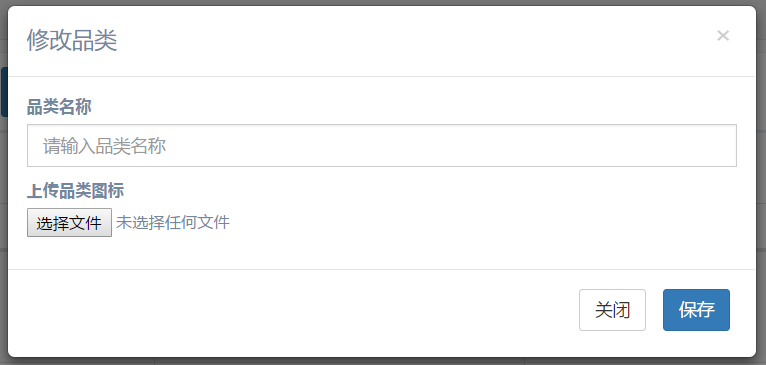 修改品类
×
品类名称
请输入品类名称
上传品类图标
选择文件 未选择任何文件
关闭 保存